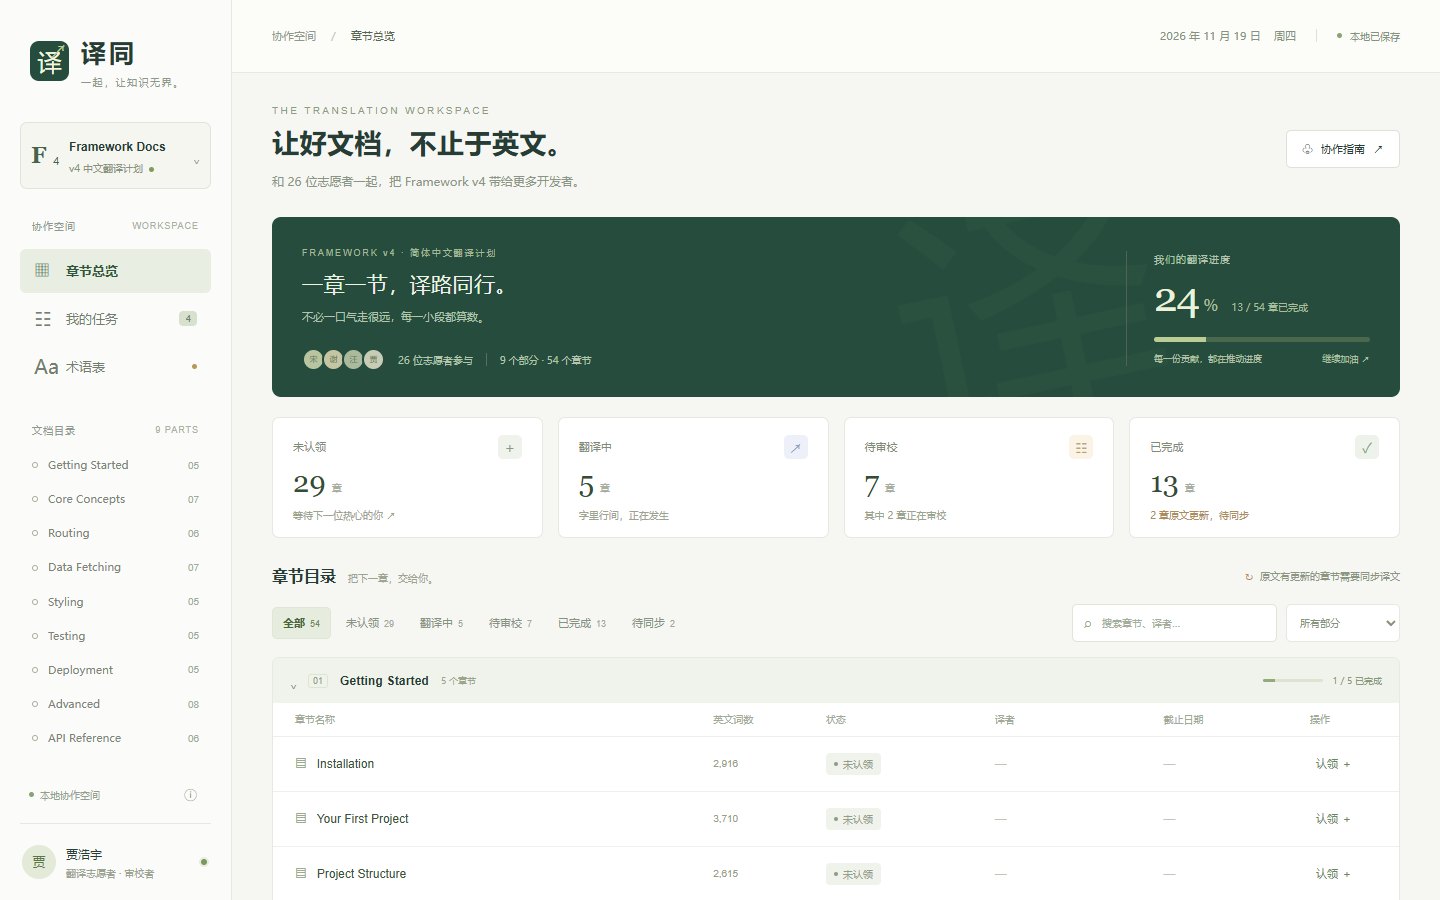 译
译同
一起，让知识无界。
F 4
Framework Docs
v4 中文翻译计划
协作空间 WORKSPACE
章节总览
我的任务 4
Aa 术语表
文档目录 9 PARTS
Getting Started 05
Core Concepts 07
Routing 06
Data Fetching 07
Styling 05
Testing 05
Deployment 05
Advanced 08
API Reference 06
本地协作空间
贾
贾浩宇
翻译志愿者 · 审校者
协作空间 / 章节总览
2026 年 11 月 19 日 周四
本地已保存
THE TRANSLATION WORKSPACE
让好文档，不止于英文。
和 26 位志愿者一起，把 Framework v4 带给更多开发者。
协作指南 ↗
译
FRAMEWORK v4 · 简体中文翻译计划
一章一节，译路同行。
不必一口气走很远，每一小段都算数。
宋 谢 汪 贾 26 位志愿者参与 9 个部分 · 54 个章节
我们的翻译进度
24 % 13 / 54 章已完成
每一份贡献，都在推动进度 继续加油 ↗
未认领 +
29 章
等待下一位热心的你 ↗
翻译中 ↗
5 章
字里行间，正在发生
待审校
7 章
其中 2 章正在审校
已完成 ✓
13 章
2 章原文更新，待同步
章节目录 把下一章，交给你。
↻ 原文有更新的章节需要同步译文
全部 54 未认领 29 翻译中 5 待审校 7 已完成 13 待同步 2
搜索章节、译者...
所有部分
01 Getting Started 5 个章节 1 / 5 已完成
章节名称 英文词数 状态 译者 截止日期 操作
Installation 2,916 未认领 — — 认领 +
Your First Project 3,710 未认领 — — 认领 +
Project Structure 2,615 未认领 — — 认领 +